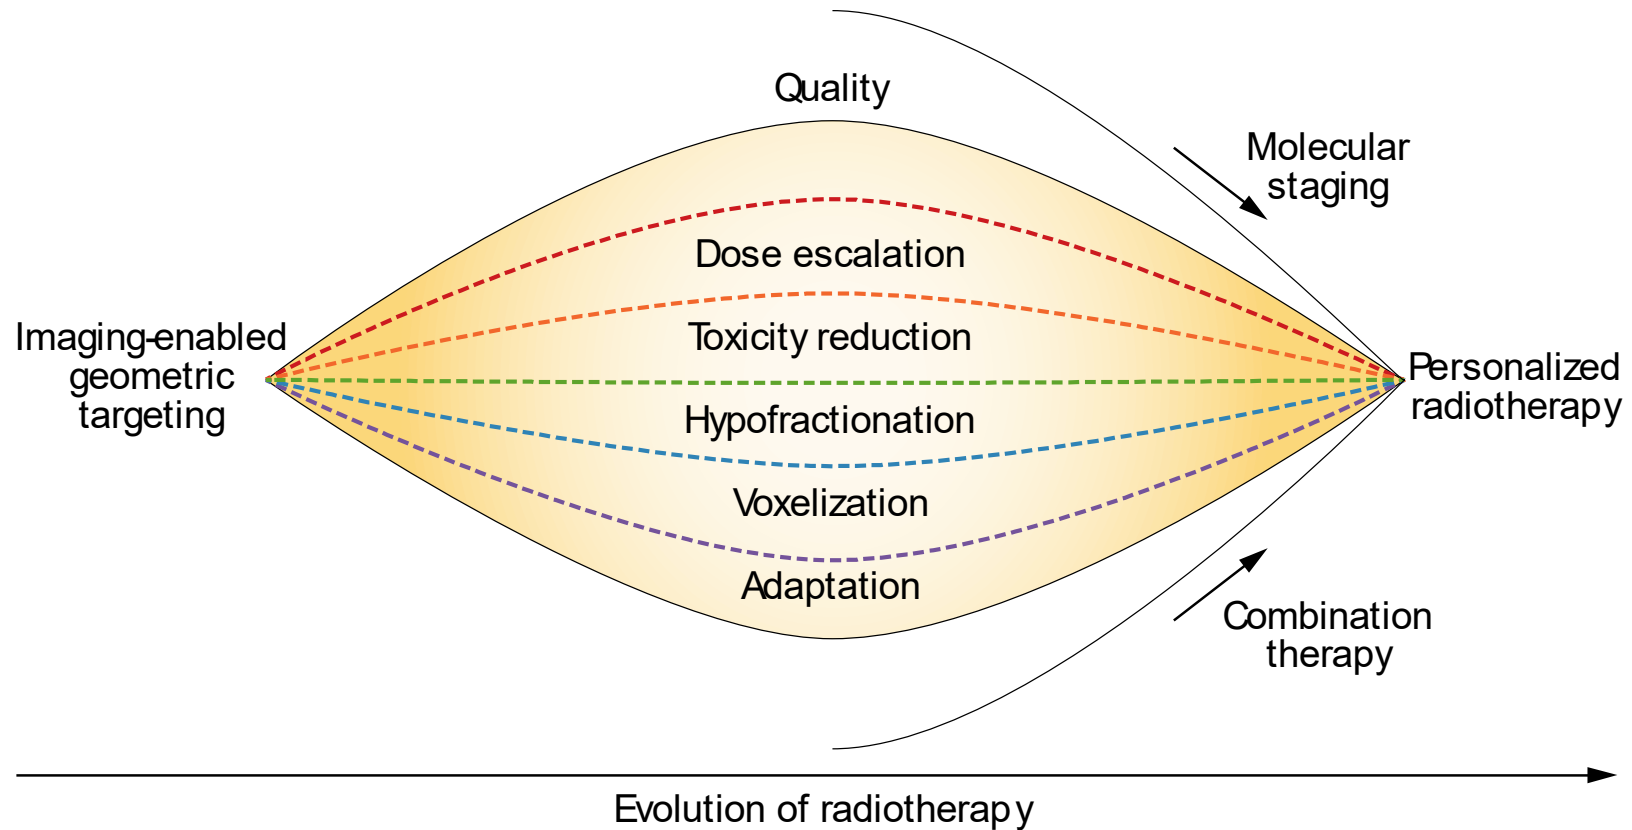 Quality
Molecular
staging
Dose escalation
Imaging-enabled
geometric
targeting
Toxicity reduction
Personalized
radiotherapy
Hypofractionation
Voxelization
Adaptation
Combination
therapy
Evolution of radiotherapy